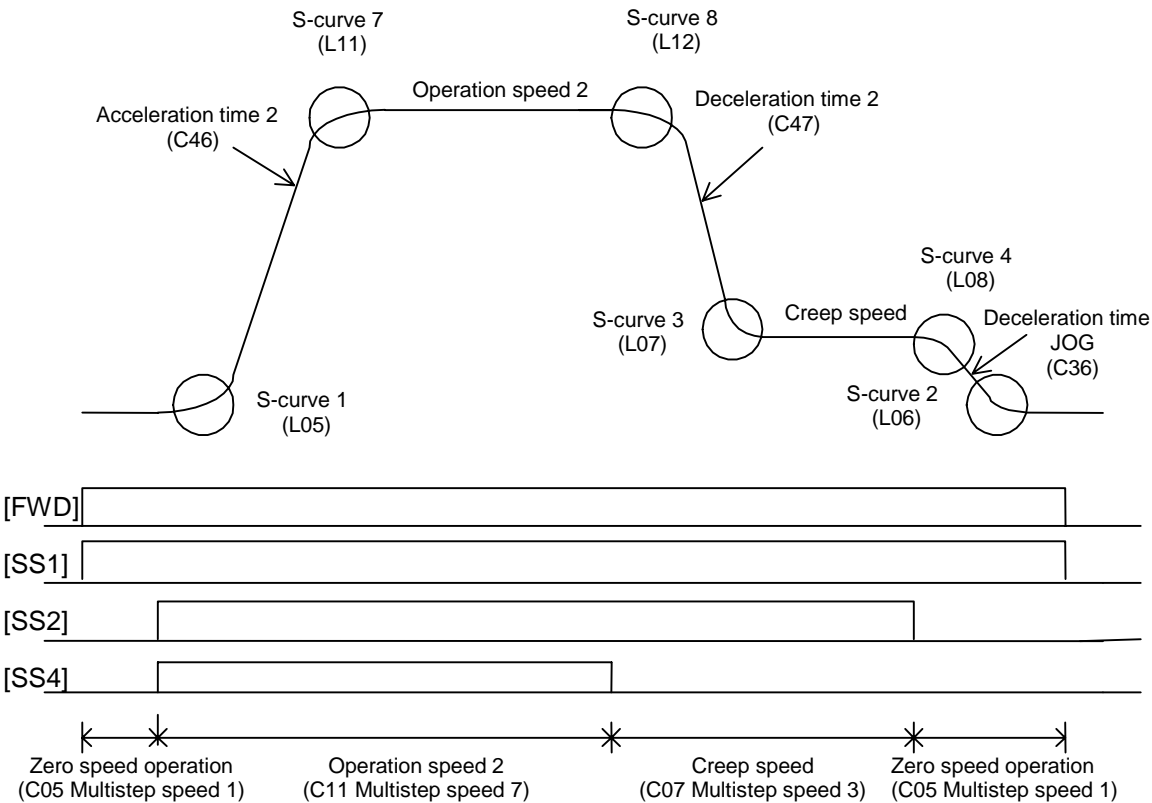 S-curve 7
(L11)
S-curve 8
(L12)
Operation speed 2
Acceleration time 2
(C46)
Deceleration time 2
(C47)
S-curve 4
(L08)
S-curve 3
(L07)
Creep speed
Deceleration time
JOG
(C36)
S-curve 1
(L05)
S-curve 2
(L06)
[FWD]
[SS1]
[SS2]
[SS4]
Zero speed operation
(C05 Multistep speed 1)
Operation speed 2
(C11 Multistep speed 7)
Creep speed
(C07 Multistep speed 3)
Zero speed operation
(C05 Multistep speed 1)